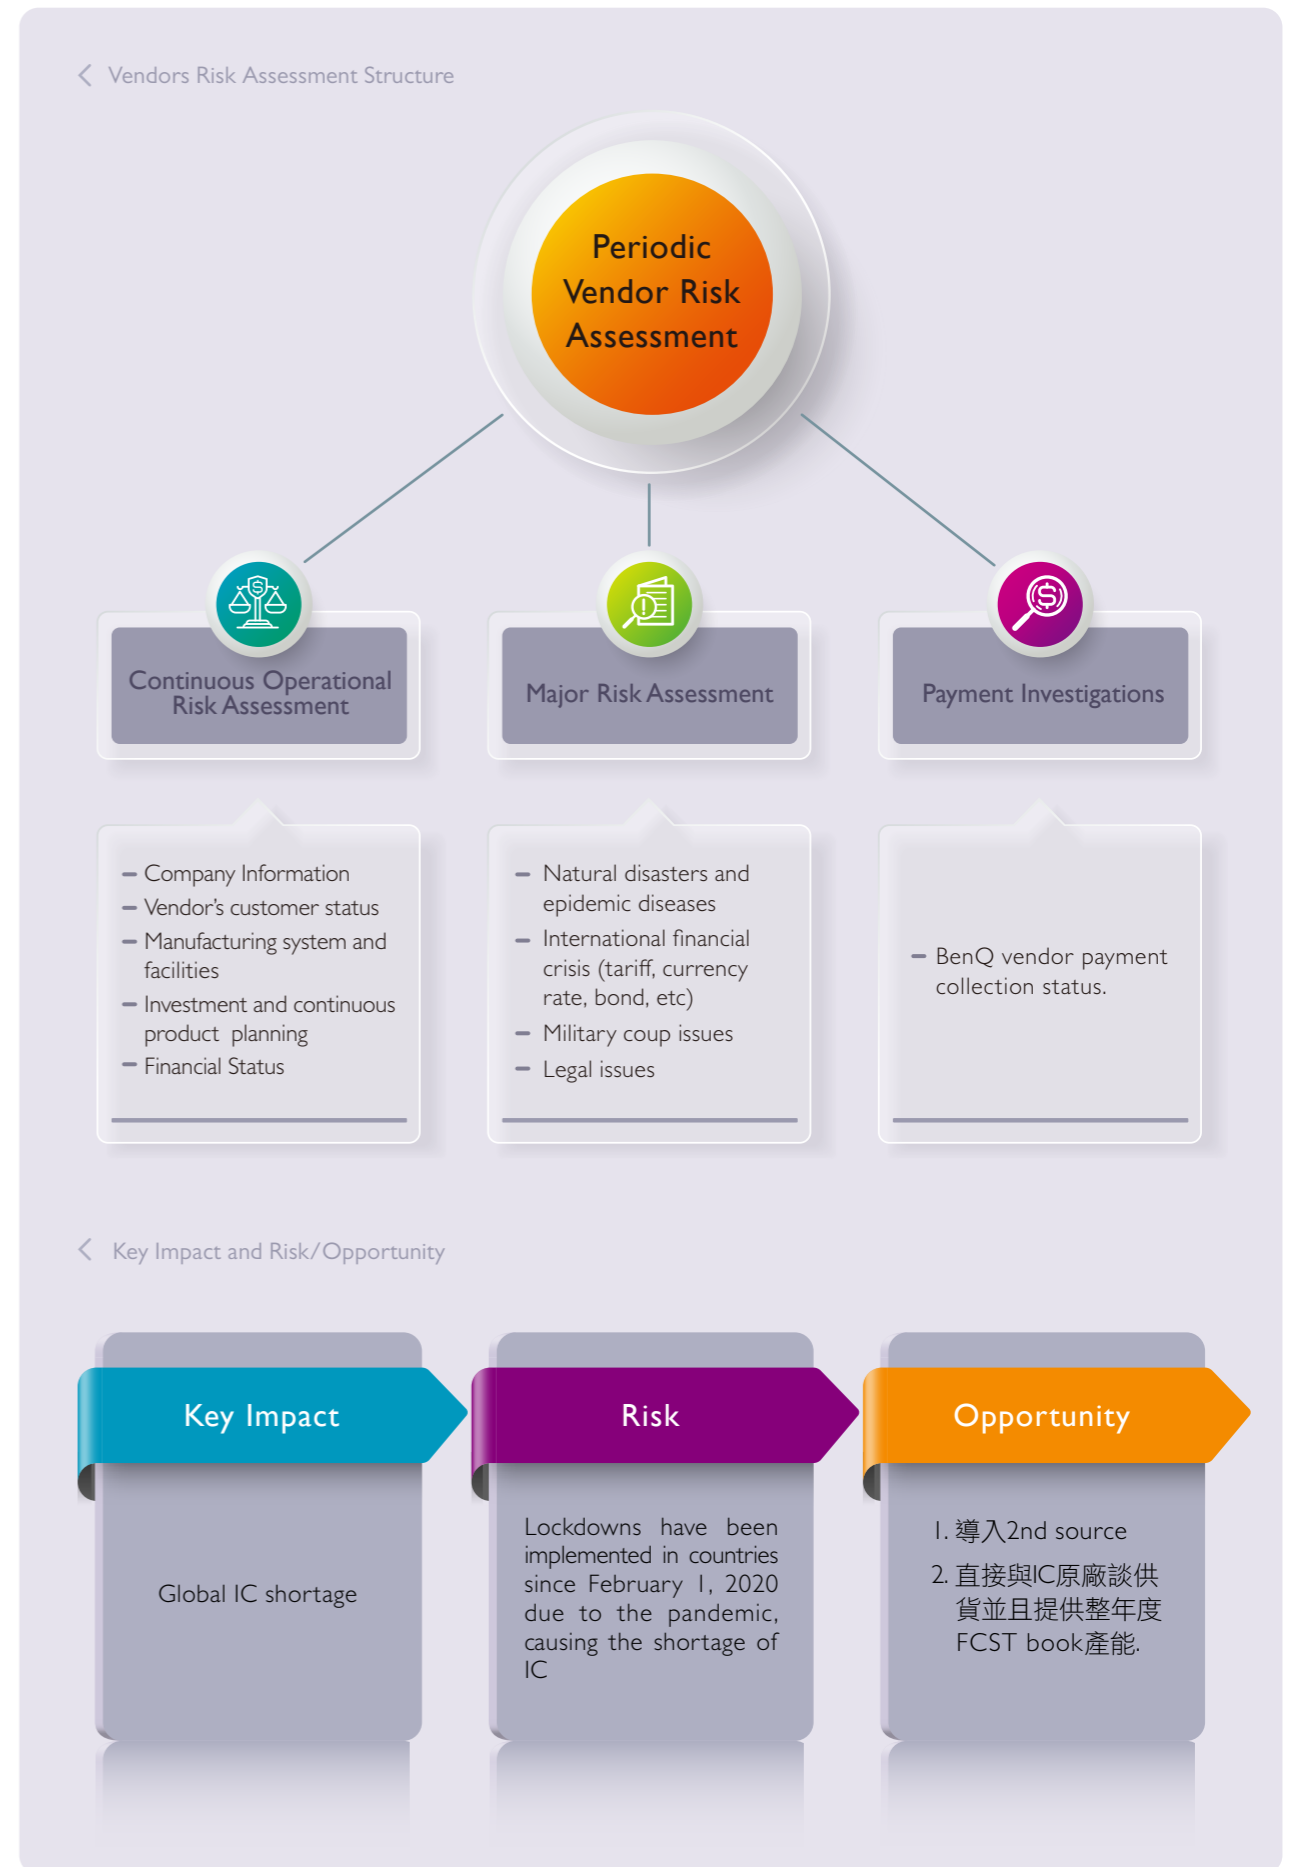 Vendors Risk Assessment Structure
Periodic
Vendor Risk
Assessment
Continuous Operational
Risk Assessment
– Company Information
– Vendor's customer status
– Manufacturing system and
facilities
– Investment and continuous
product planning
– Financial Status
Major Risk Assessment
– Natural disasters and
epidemic diseases
– International financial
crisis (tariff, currency
rate, bond, etc)
– Military coup issues
– Legal issues
Payment Investigations
– BenQ vendor payment
collection status.
Key Impact and Risk/Opportunity
Key Impact
Global IC shortage
Risk
Lockdowns have been
implemented in countries
since February 1, 2020
due to the pandemic,
causing the shortage of
IC
Opportunity
1. 導入2nd source
2. 直接與IC原廠談供
貨並且提供整年度
FCST book產能.